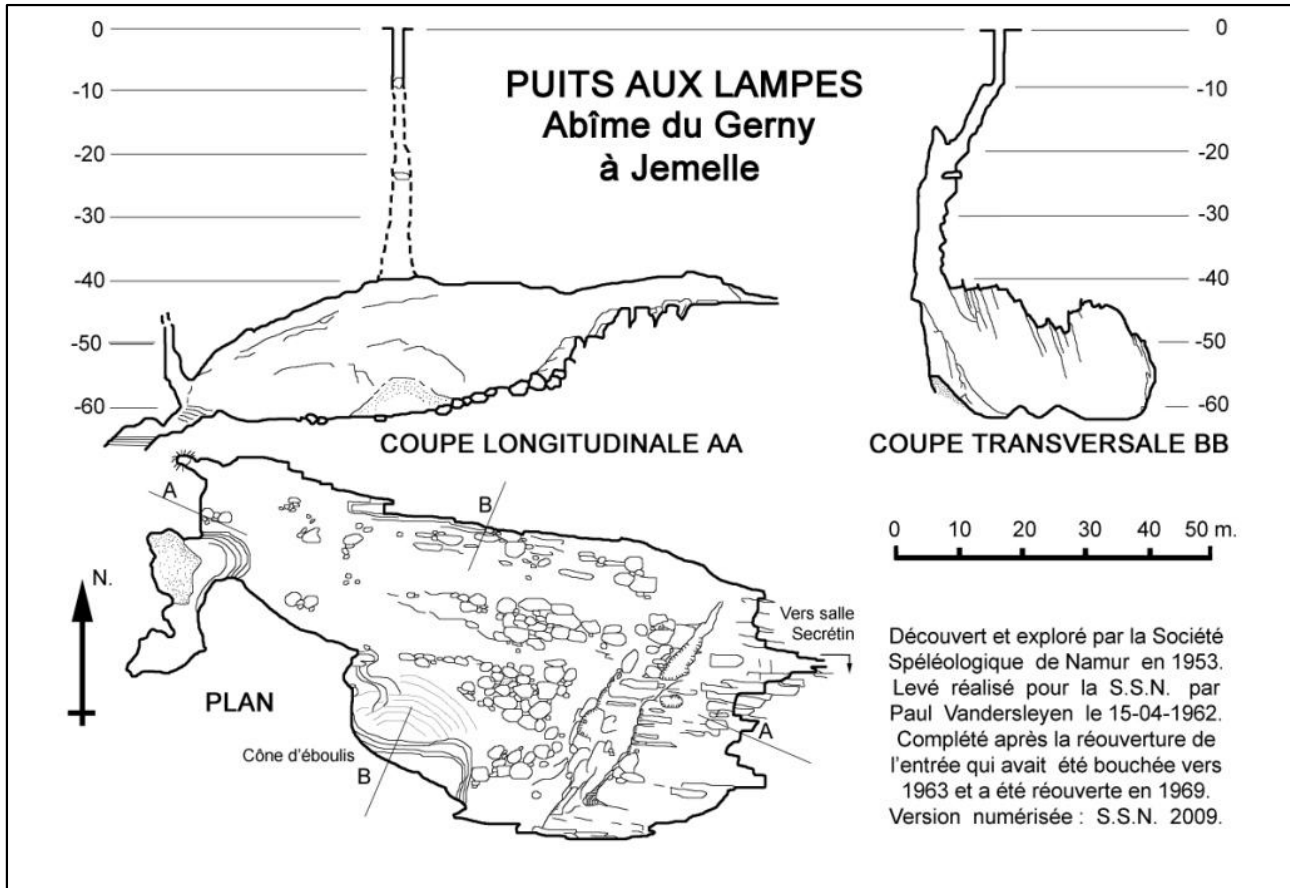 0
-10
-20
-30
-40
-50
-60
PUITS AUX LAMPES
Abîme du Gerny
à Jemelle
0
-10
-20
-30
-40
-50
-60
COUPE LONGITUDINALE AA
COUPE TRANSVERSALE BB
A
B
N.
PLAN
Cône d'éboulis
B
A
Vers salle
Secrétin
0 10 20 30 40 50 m.
Découvert et exploré par la Société
Spéléologique de Namur en 1953.
Levé réalisé pour la S.S.N. par
Paul Vandersleyen le 15-04-1962.
Complété après la réouverture de
l'entrée qui avait été bouchée vers
1963 et a été réouverte en 1969.
Version numérisée : S.S.N. 2009.